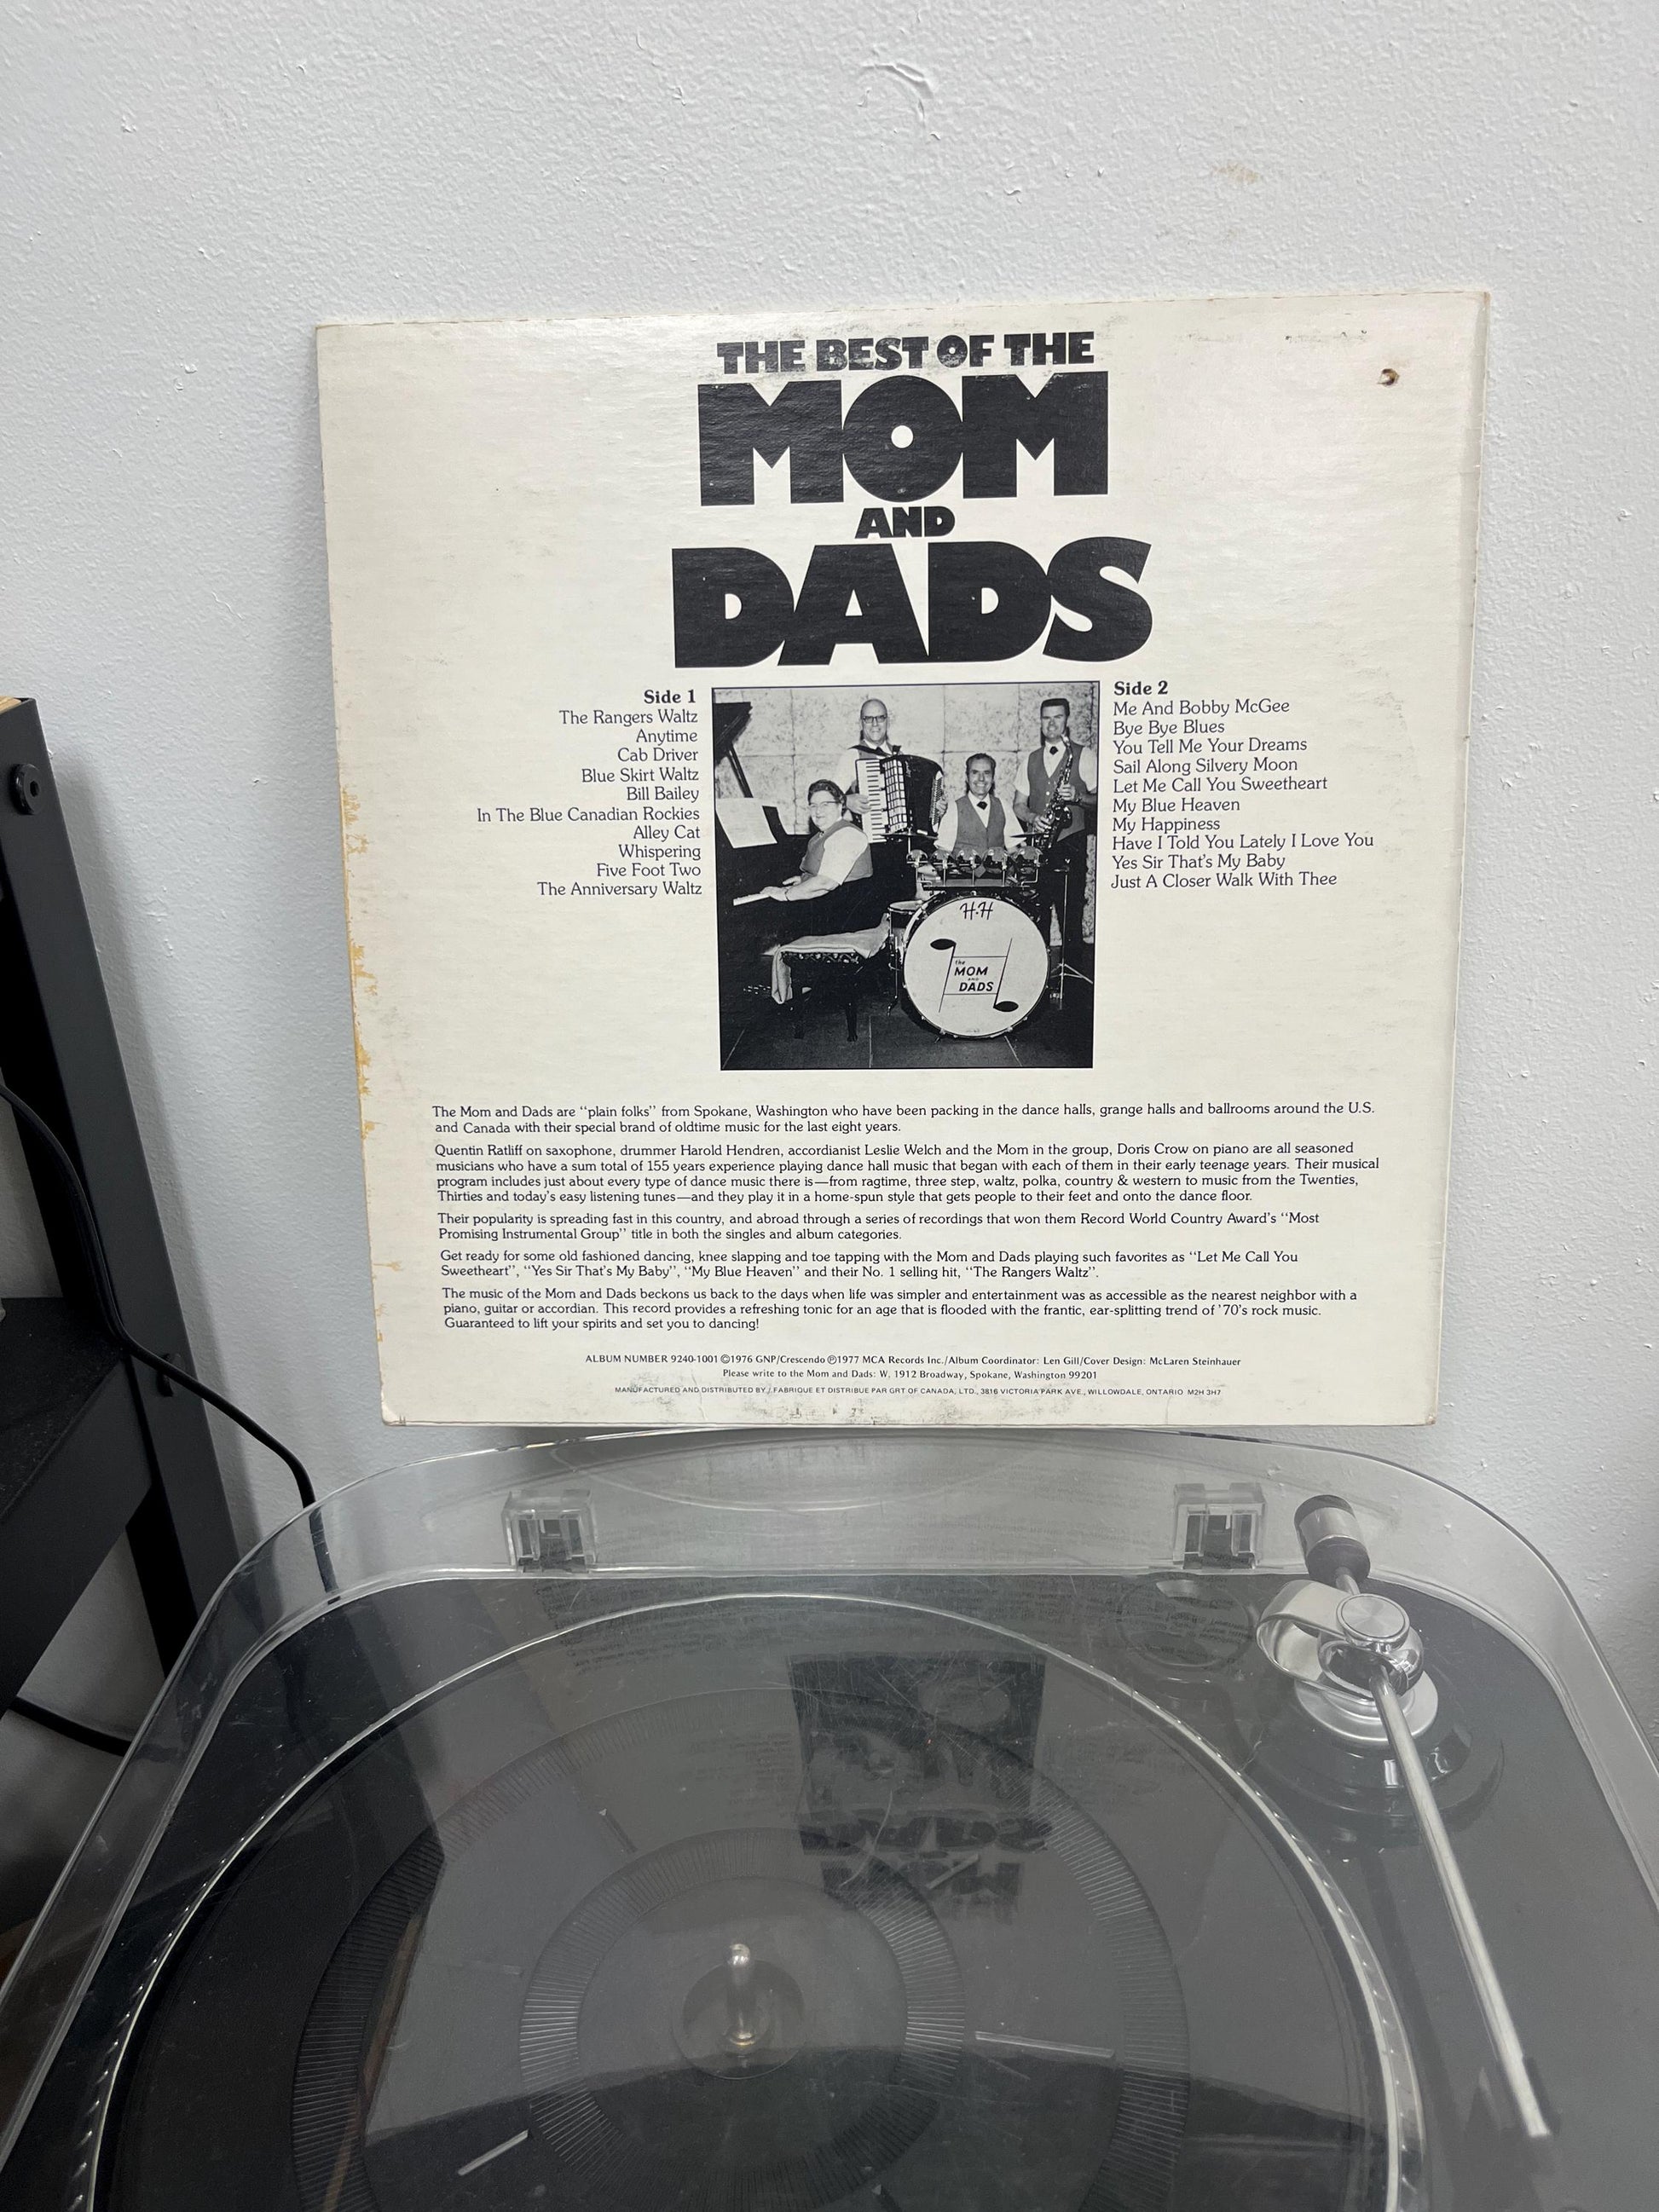 THE BEST OF THE
MOM
AND
DADS
Side 1
The Rangers Waltz
Anytime
Cab Driver
Blue Skirt Waltz
Bill Bailey
In The Blue Canadian Rockies
Alley Cat
Whispering
Five Foot Two
The Anniversary Waltz
Side 2
Me And Bobby McGee
Bye Bye Blues
You Tell Me Your Dreams
Sail Along Silvery Moon
Let Me Call You Sweetheart
My Blue Heaven
My Happiness
Have I Told You Lately I Love You
Yes Sir That's My Baby
Just A Closer Walk With Thee
H·H
the
MOM
AND
DADS
The Mom and Dads are "plain folks" from Spokane, Washington who have been packing in the dance halls, grange halls and ballrooms around the U.S.
and Canada with their special brand of oldtime music for the last eight years.
Quentin Ratliff on saxophone, drummer Harold Hendren, accordianist Leslie Welch and the Mom in the group, Doris Crow on piano are all seasoned
musicians who have a sum total of 155 years experience playing dance hall music that began with each of them in their early teenage years. Their musical
program includes just about every type of dance music there is—from ragtime, three step, waltz, polka, country & western to music from the Twenties,
Thirties and today's easy listening tunes—and they play it in a home-spun style that gets people to their feet and onto the dance floor.
Their popularity is spreading fast in this country, and abroad through a series of recordings that won them Record World Country Award's "Most
Promising Instrumental Group" title in both the singles and album categories.
Get ready for some old fashioned dancing, knee slapping and toe tapping with the Mom and Dads playing such favorites as "Let Me Call You
Sweetheart", "Yes Sir That's My Baby", "My Blue Heaven" and their No. 1 selling hit, "The Rangers Waltz".
The music of the Mom and Dads beckons us back to the days when life was simpler and entertainment was as accessible as the nearest neighbor with a
piano, guitar or accordian. This record provides a refreshing tonic for an age that is flooded with the frantic, ear-splitting trend of '70's rock music.
Guaranteed to lift your spirits and set you to dancing!
ALBUM NUMBER 9240-1001 ©1976 GNP/Crescendo ℗1977 MCA Records Inc./Album Coordinator: Len Gill/Cover Design: McLaren Steinhauer
Please write to the Mom and Dads: W. 1912 Broadway, Spokane, Washington 99201
MANUFACTURED AND DISTRIBUTED BY / FABRIQUE ET DISTRIBUE PAR GRT OF CANADA, LTD., 3816 VICTORIA PARK AVE., WILLOWDALE, ONTARIO M2H 3H7